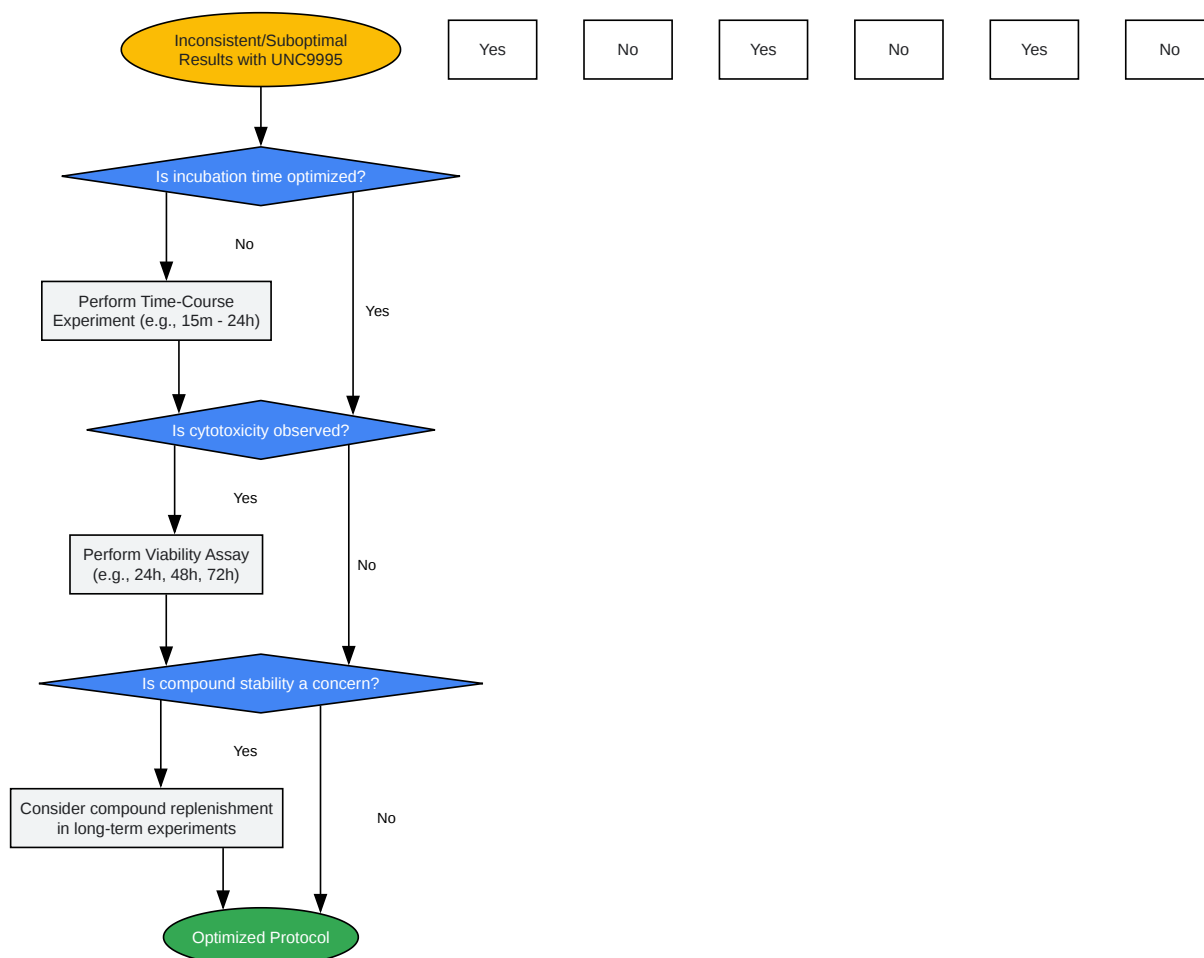 Inconsistent/Suboptimal
Results with UNC9995
Yes
No
Yes
No
Yes
No
Is incubation time optimized?
No
Perform Time-Course
Experiment (e.g., 15m - 24h)
Yes
Is cytotoxicity observed?
Yes
Perform Viability Assay
(e.g., 24h, 48h, 72h)
No
Is compound stability a concern?
Yes
Consider compound replenishment
in long-term experiments
No
Optimized Protocol